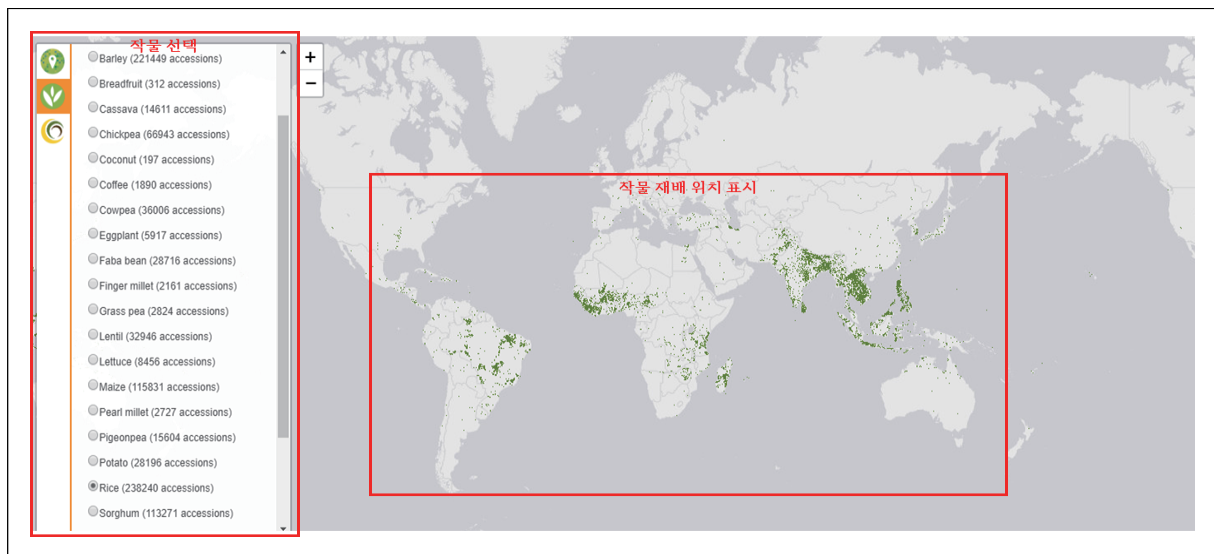 작물 선택
Barley (221449 accessions)
Breadfruit (312 accessions)
Cassava (14611 accessions)
Chickpea (66943 accessions)
Coconut (197 accessions)
Coffee (1890 accessions)
Cowpea (36006 accessions)
Eggplant (5917 accessions)
Faba bean (28716 accessions)
Finger millet (2161 accessions)
Grass pea (2824 accessions)
Lentil (32946 accessions)
Lettuce (8456 accessions)
Maize (115831 accessions)
Pearl millet (2727 accessions)
Pigeonpea (15604 accessions)
Potato (28196 accessions)
Rice (238240 accessions)
Sorghum (113271 accessions)
+
−
작물 재배 위치 표시